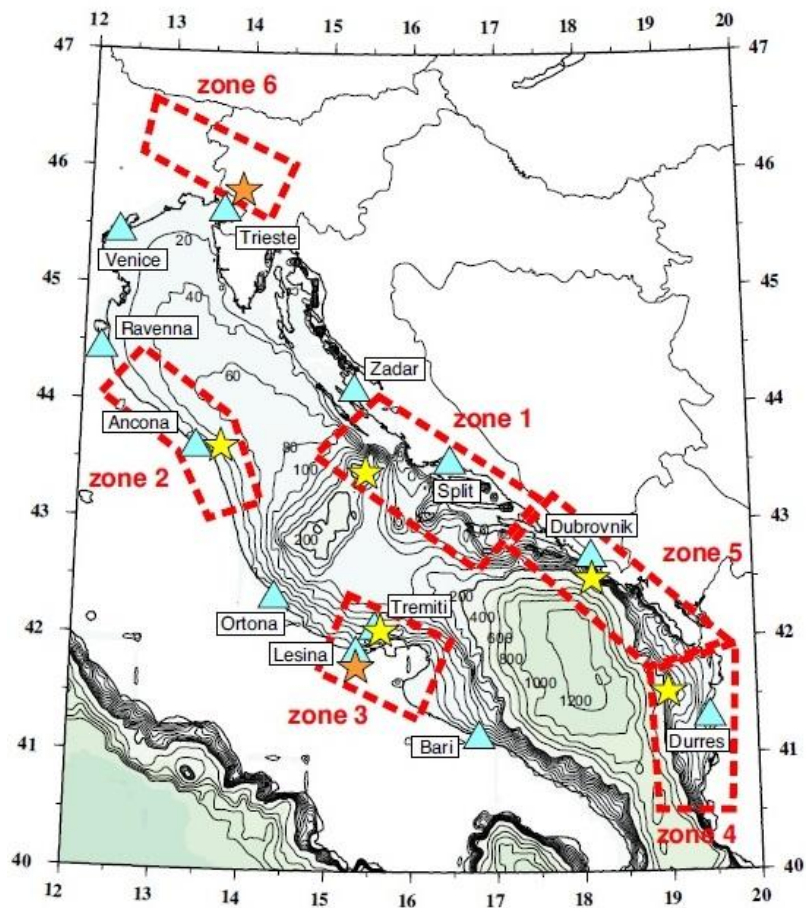 12 13 14 15 16 17 18 19 20
47 47
zone 6
46 46
Trieste
Venice
20
45 45
40
Ravenna
Zadar
44 44
60
zone 1
Ancona
80
100
zone 2
Split
43 43
Dubrovnik
200
zone 5
200
Tremiti
400
Ortona
600
42 42
Lesina
800
1000
1200
zone 3
Bari
Durres
41 41
zone 4
40 40
12 13 14 15 16 17 18 19 20